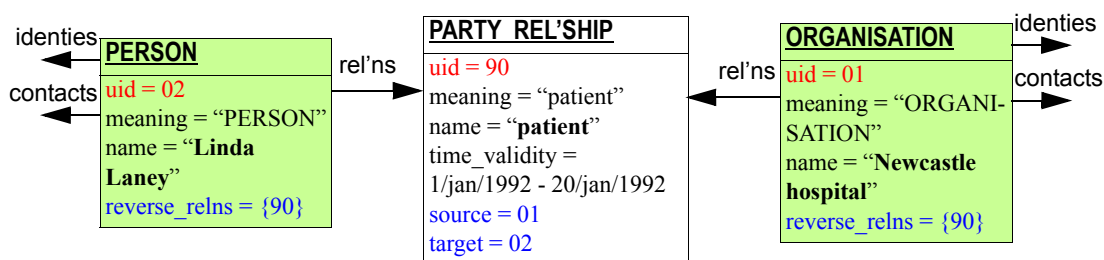 identies
contacts
PERSON
uid = 02
meaning = “PERSON”
name = “Linda
Laney”
reverse_relns = {90}
rel'ns
PARTY REL'SHIP
uid = 90
meaning = “patient”
name = “patient”
time_validity =
1/jan/1992 - 20/jan/1992
source = 01
target = 02
rel'ns
ORGANISATION
uid = 01
meaning = “ORGANI-
SATION”
name = “Newcastle
hospital”
reverse_relns = {90}
identies
contacts